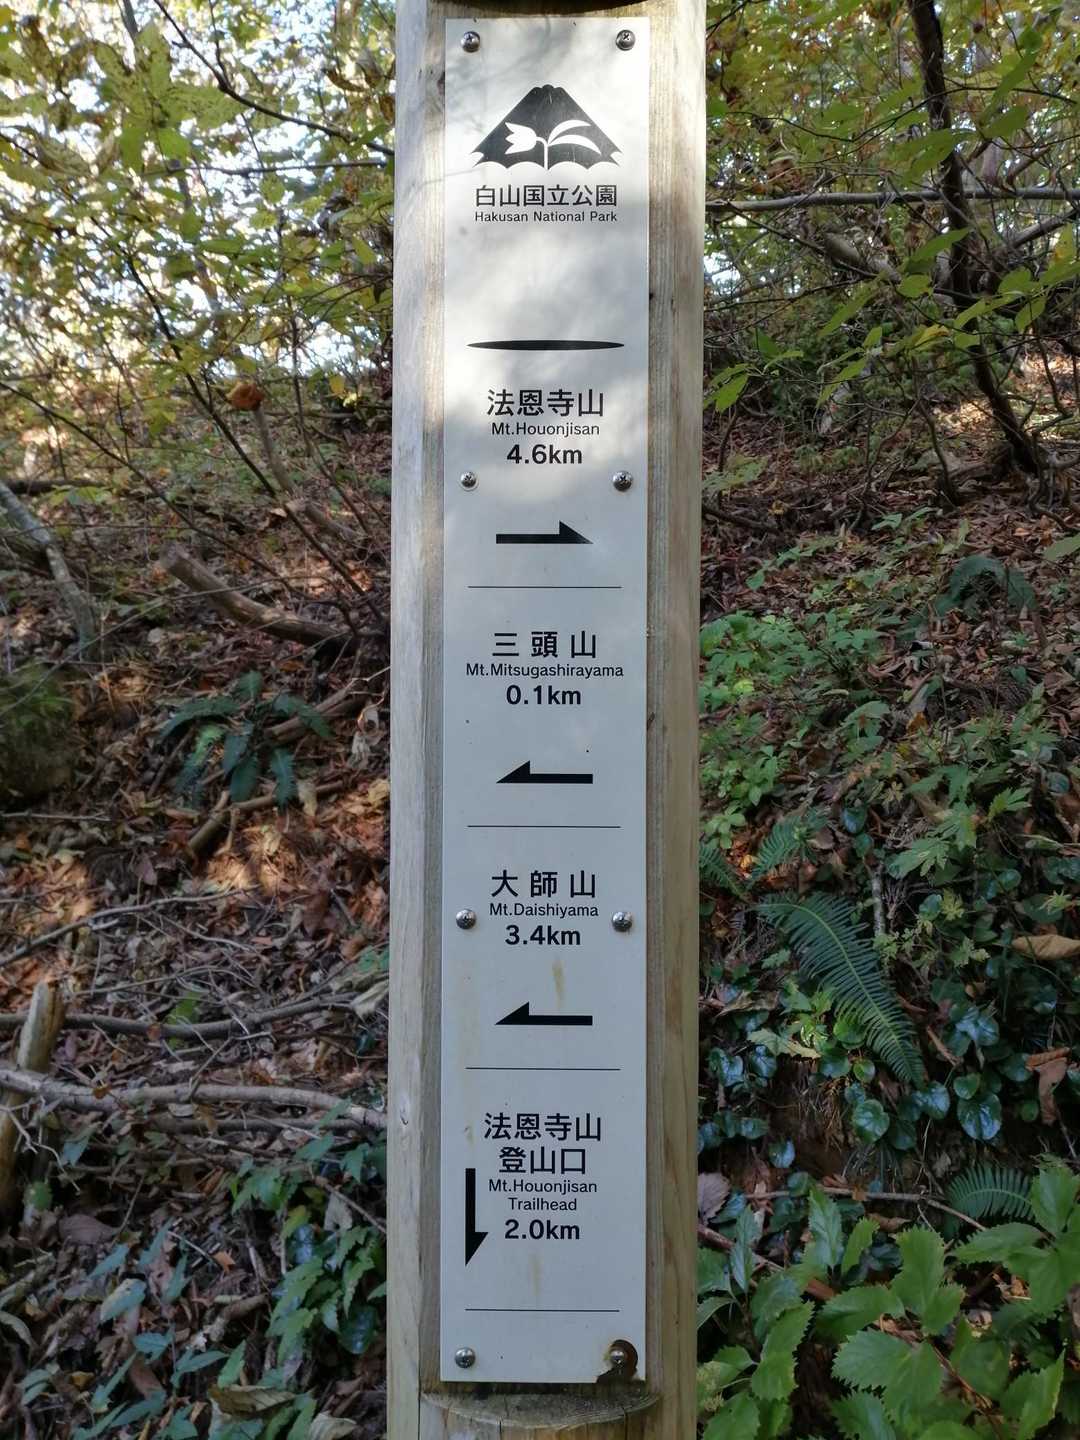 白山国立公園
Hakusan National Park
法恩寺山
Mt.Houonjisan
4.6km
三頭山
Mt.Mitsugashirayama
0.1km
大師山
Mt.Daishiyama
3.4km
法恩寺山
登山口
Mt.Houonjisan
Trailhead
2.0km